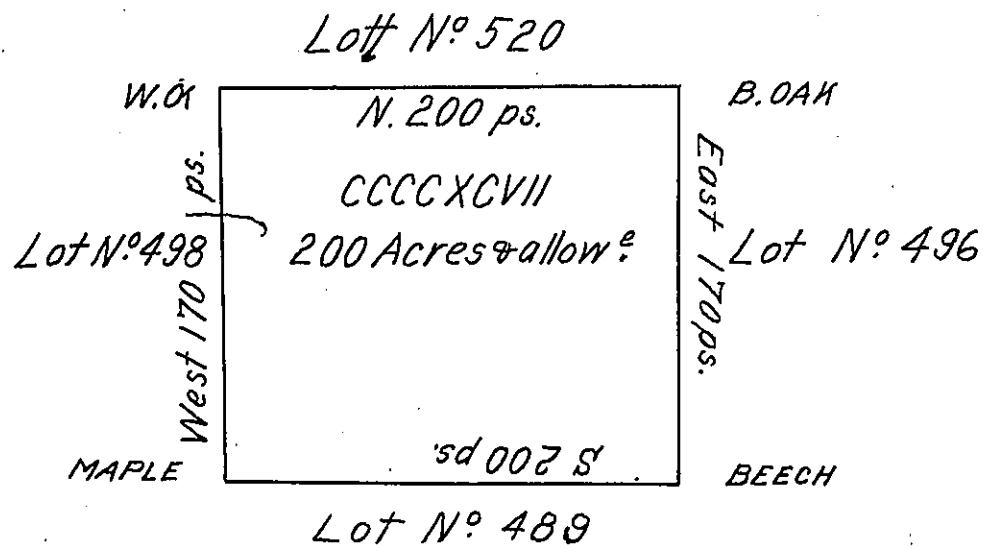 Lott Nº 520
W. Ok
B. OAK
N. 200 ps.
West 170 ps.
East 170 ps.
CCCCXCVII
Lot Nº 498
200 Acres & allowᵉ.
Lot Nº 496
S 200 ps.
MAPLE
BEECH
Lot Nº 489